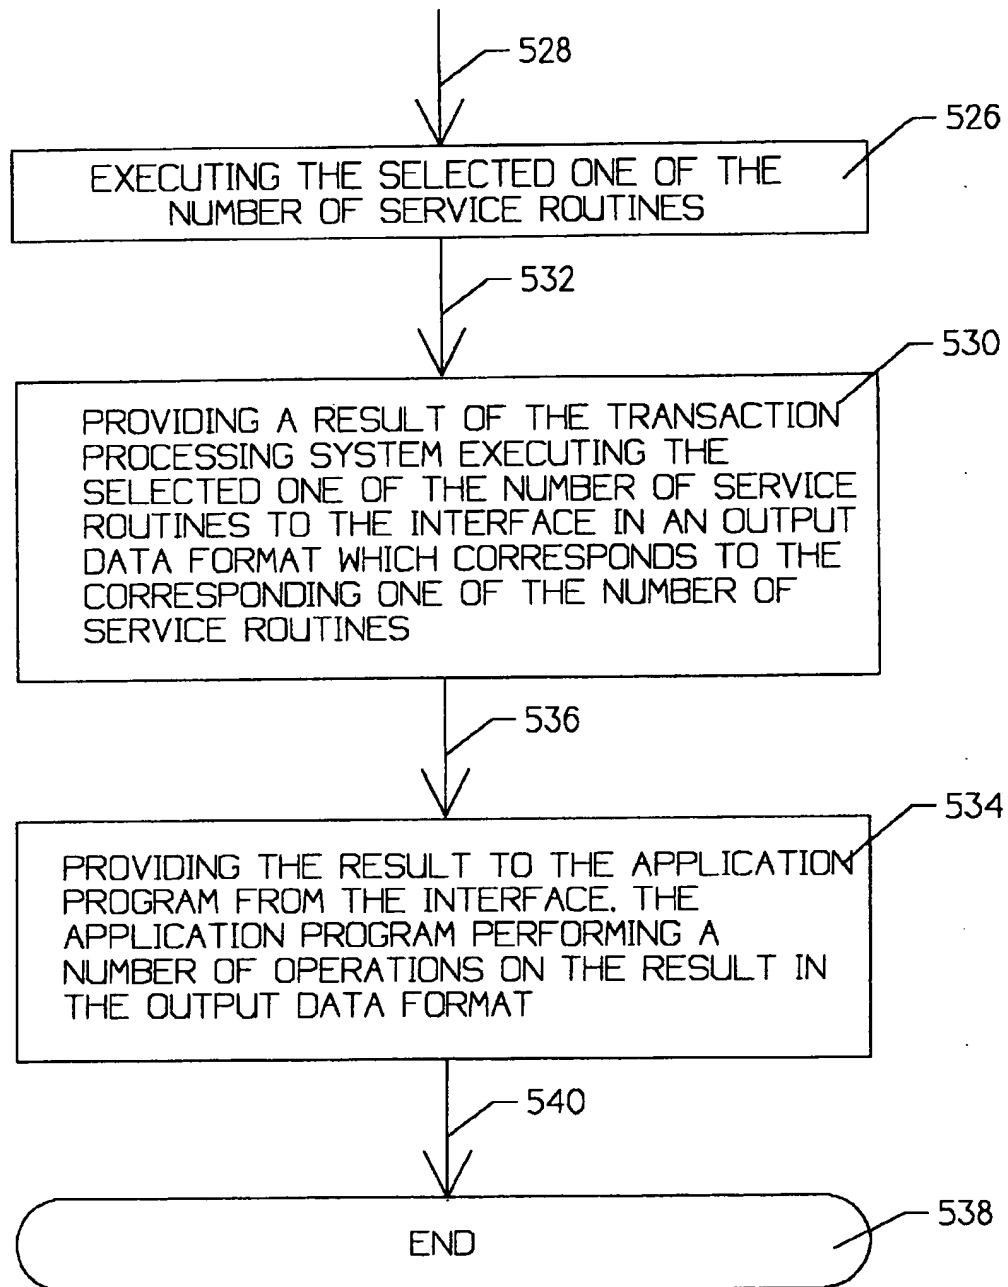 528
526
EXECUTING THE SELECTED ONE OF THE
NUMBER OF SERVICE ROUTINES
532
530
PROVIDING A RESULT OF THE TRANSACTION
PROCESSING SYSTEM EXECUTING THE
SELECTED ONE OF THE NUMBER OF SERVICE
ROUTINES TO THE INTERFACE IN AN OUTPUT
DATA FORMAT WHICH CORRESPONDS TO THE
CORRESPONDING ONE OF THE NUMBER OF
SERVICE ROUTINES
536
534
PROVIDING THE RESULT TO THE APPLICATION
PROGRAM FROM THE INTERFACE. THE
APPLICATION PROGRAM PERFORMING A
NUMBER OF OPERATIONS ON THE RESULT IN
THE OUTPUT DATA FORMAT
540
538
END